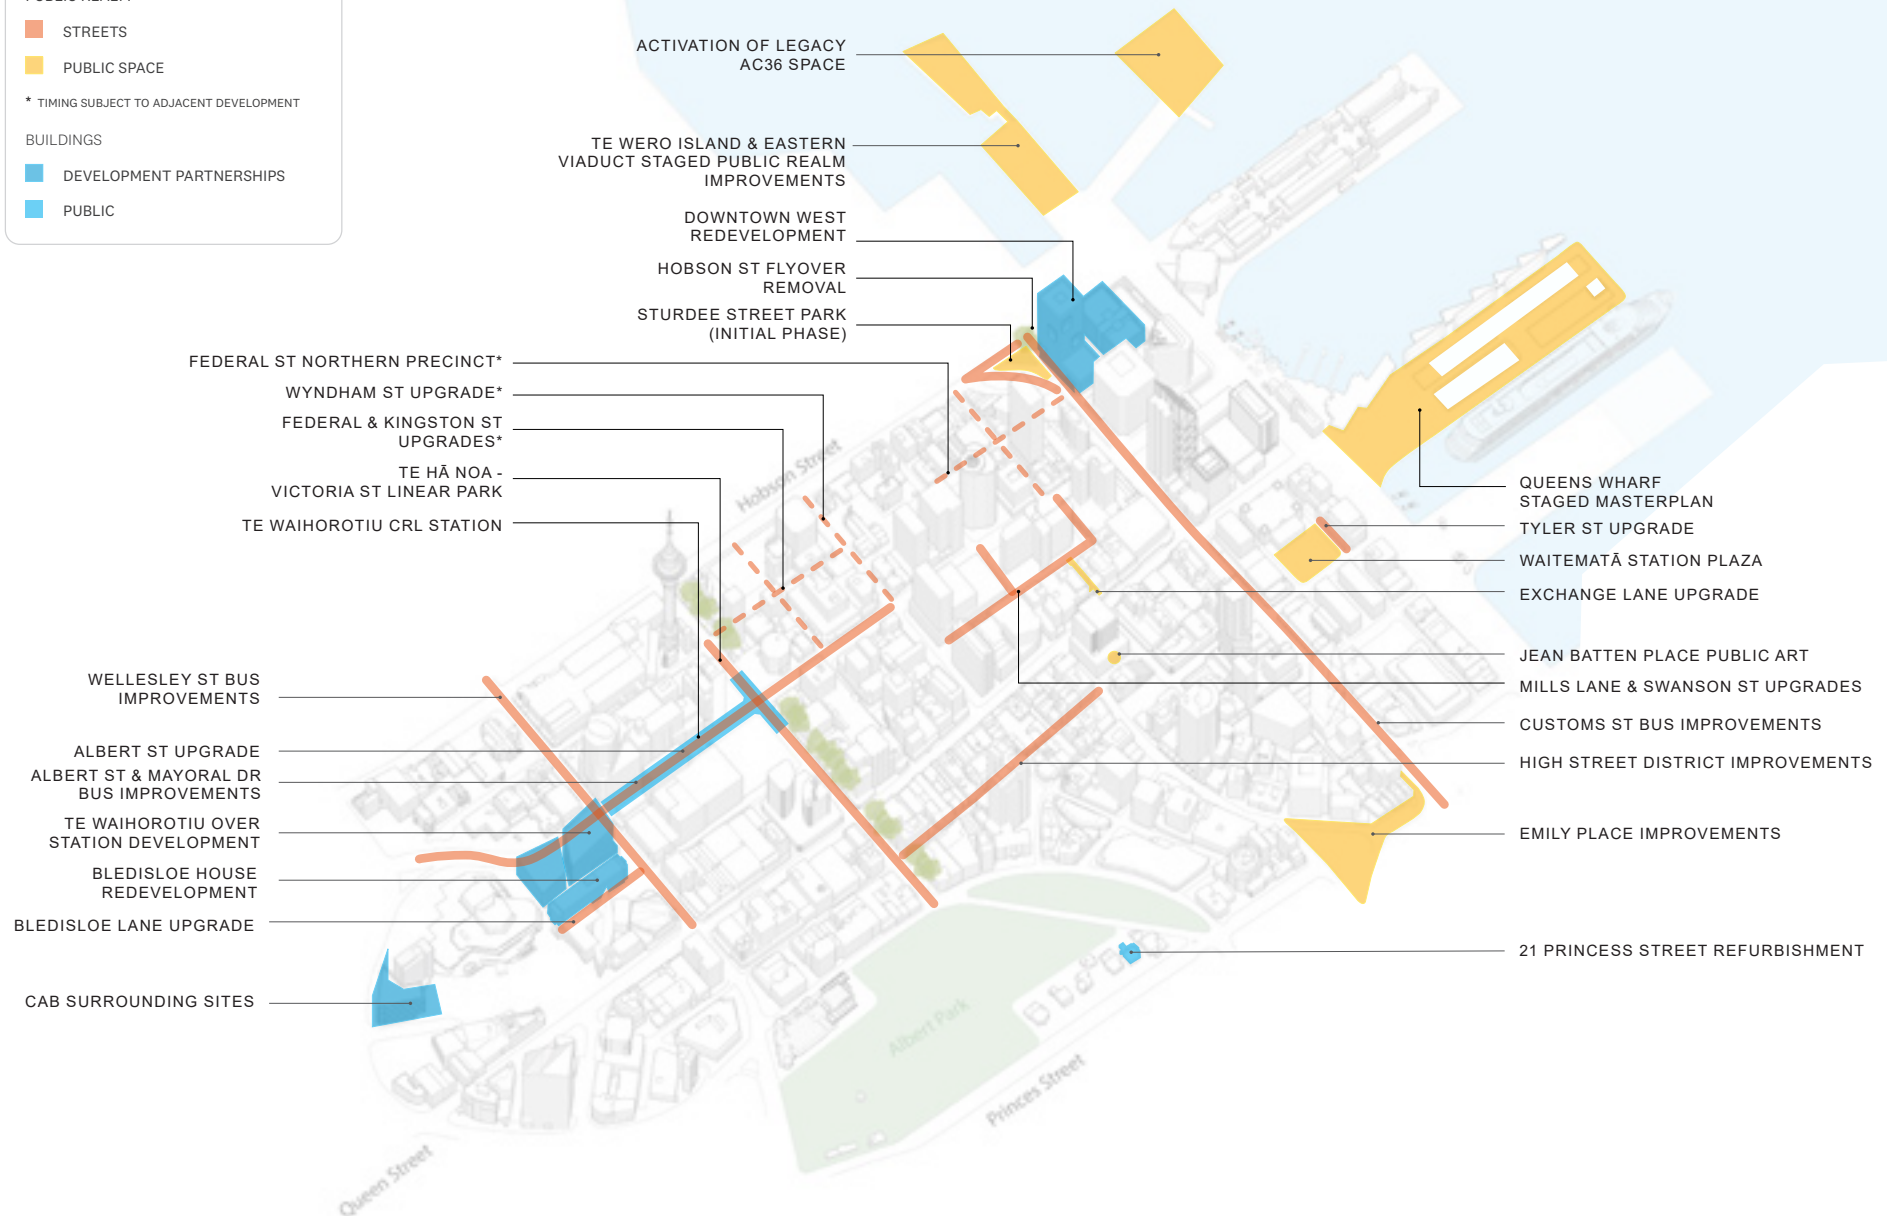 STREETS
PUBLIC SPACE
* TIMING SUBJECT TO ADJACENT DEVELOPMENT
BUILDINGS
DEVELOPMENT PARTNERSHIPS
PUBLIC
ACTIVATION OF LEGACY
AC36 SPACE
TE WERO ISLAND & EASTERN
VIADUCT STAGED PUBLIC REALM
IMPROVEMENTS
DOWNTOWN WEST
REDEVELOPMENT
HOBSON ST FLYOVER
REMOVAL
STURDEE STREET PARK
(INITIAL PHASE)
FEDERAL ST NORTHERN PRECINCT*
WYNDHAM ST UPGRADE*
FEDERAL & KINGSTON ST
UPGRADES*
TE HĀ NOA -
VICTORIA ST LINEAR PARK
TE WAIHOROTIU CRL STATION
WELLESLEY ST BUS
IMPROVEMENTS
ALBERT ST UPGRADE
ALBERT ST & MAYORAL DR
BUS IMPROVEMENTS
TE WAIHOROTIU OVER
STATION DEVELOPMENT
BLEDISLOE HOUSE
REDEVELOPMENT
BLEDISLOE LANE UPGRADE
CAB SURROUNDING SITES
Hobson Street
QUEENS WHARF
STAGED MASTERPLAN
TYLER ST UPGRADE
WAITEMATĀ STATION PLAZA
EXCHANGE LANE UPGRADE
JEAN BATTEN PLACE PUBLIC ART
MILLS LANE & SWANSON ST UPGRADES
CUSTOMS ST BUS IMPROVEMENTS
HIGH STREET DISTRICT IMPROVEMENTS
EMILY PLACE IMPROVEMENTS
21 PRINCESS STREET REFURBISHMENT
Albert Park
Princes Street
Queen Street